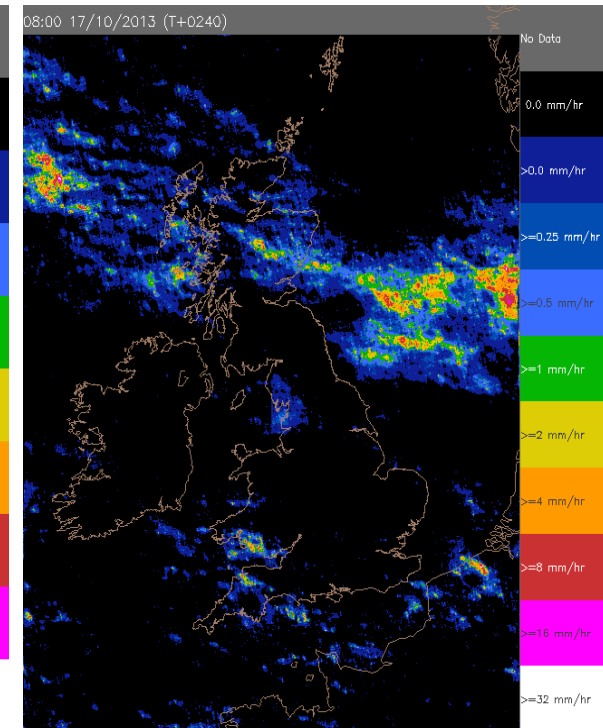 08:00 17/10/2013 (T+0240)
No Data
0.0 mm/hr
>=0.0 mm/hr
>=0.25 mm/hr
>=0.5 mm/hr
>=1 mm/hr
>=2 mm/hr
>=4 mm/hr
>=8 mm/hr
>=16 mm/hr
>=32 mm/hr